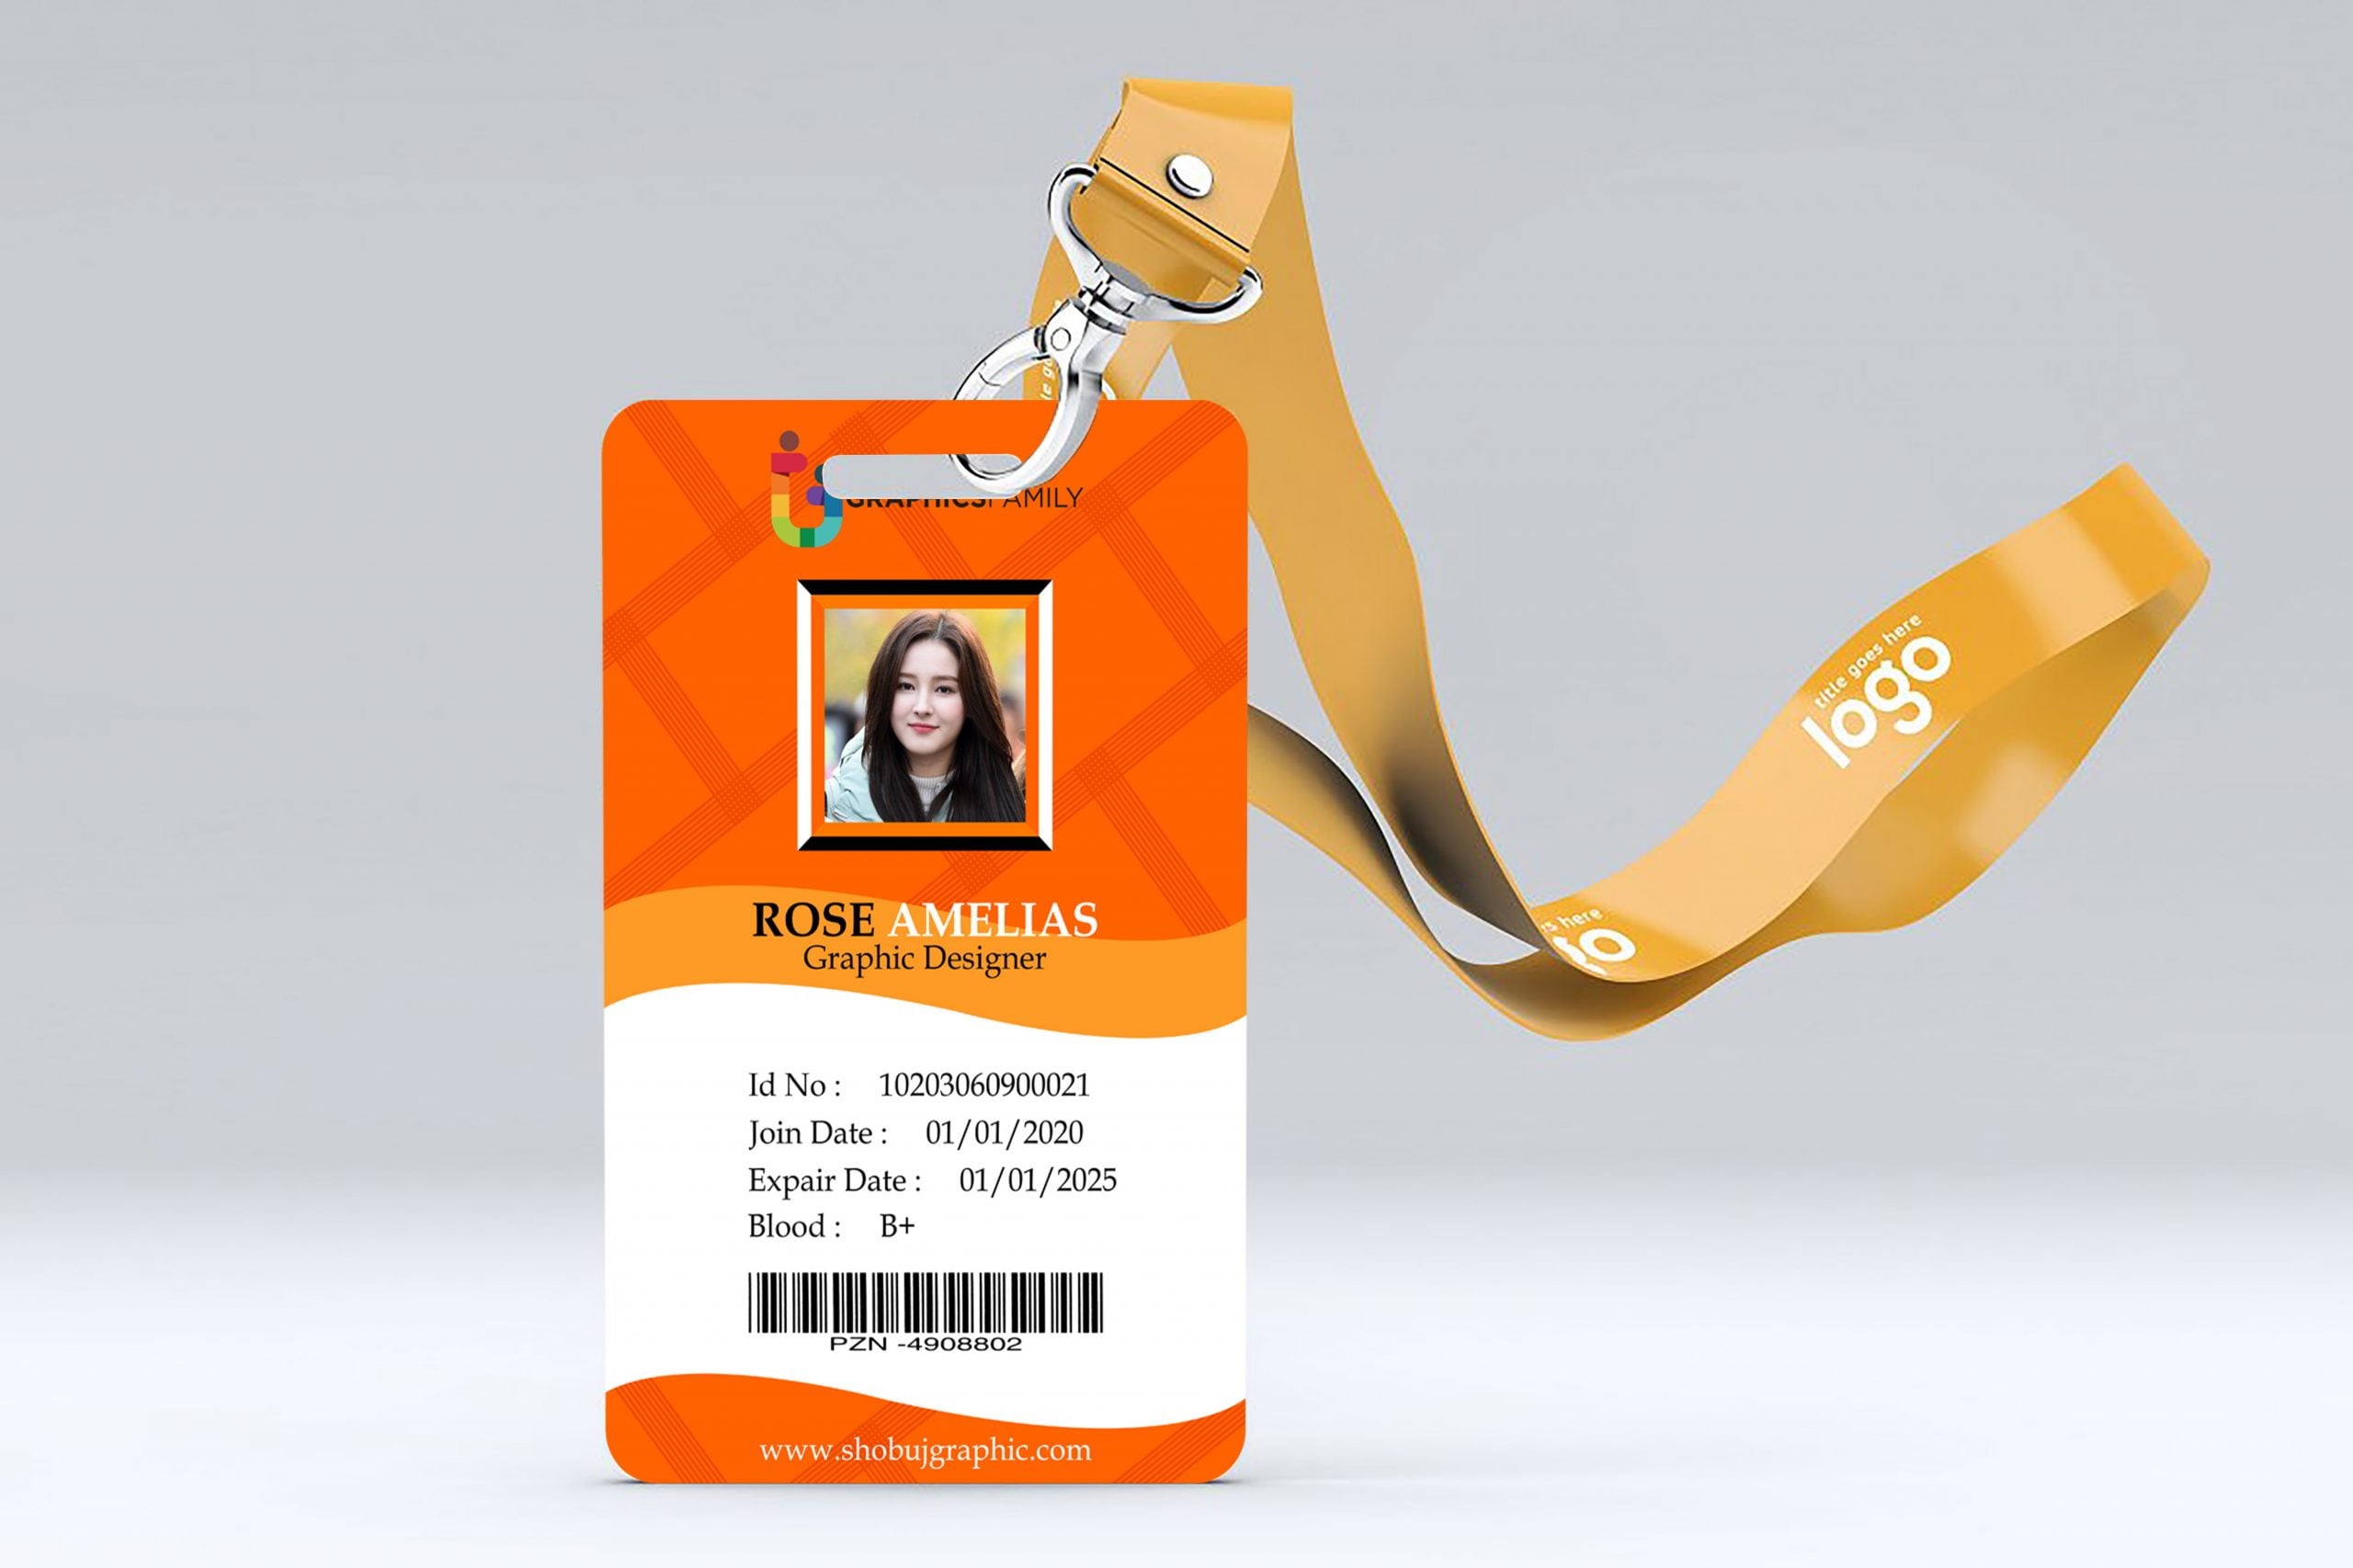 GRAPHICSFAMILY
ROSE AMELIAS
Graphic Designer
Id No : 10203060900021
Join Date : 01/01/2020
Expair Date : 01/01/2025
Blood : B+
PZN -4908802
www.shobujgraphic.com
title goes here
logo